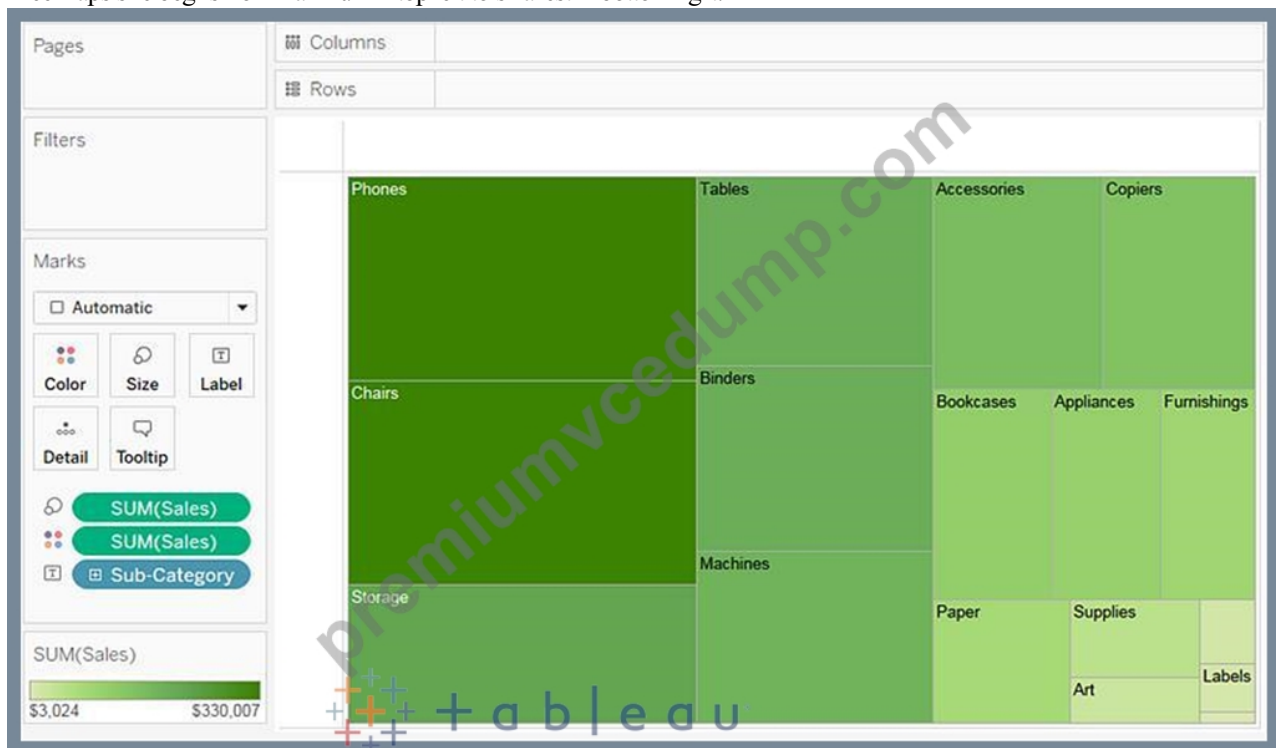 Pages
Columns
Rows
Filters
Marks
Automatic
Color Size Label
Detail Tooltip
SUM(Sales)
SUM(Sales)
Sub-Category
SUM(Sales)
$3,024 $330,007
Phones
Chairs
Storage
Tables
Binders
Machines
Accessories Copiers
Bookcases Appliances Furnishings
Paper Supplies
Art
Labels
premiumvcedump.com
+ableau